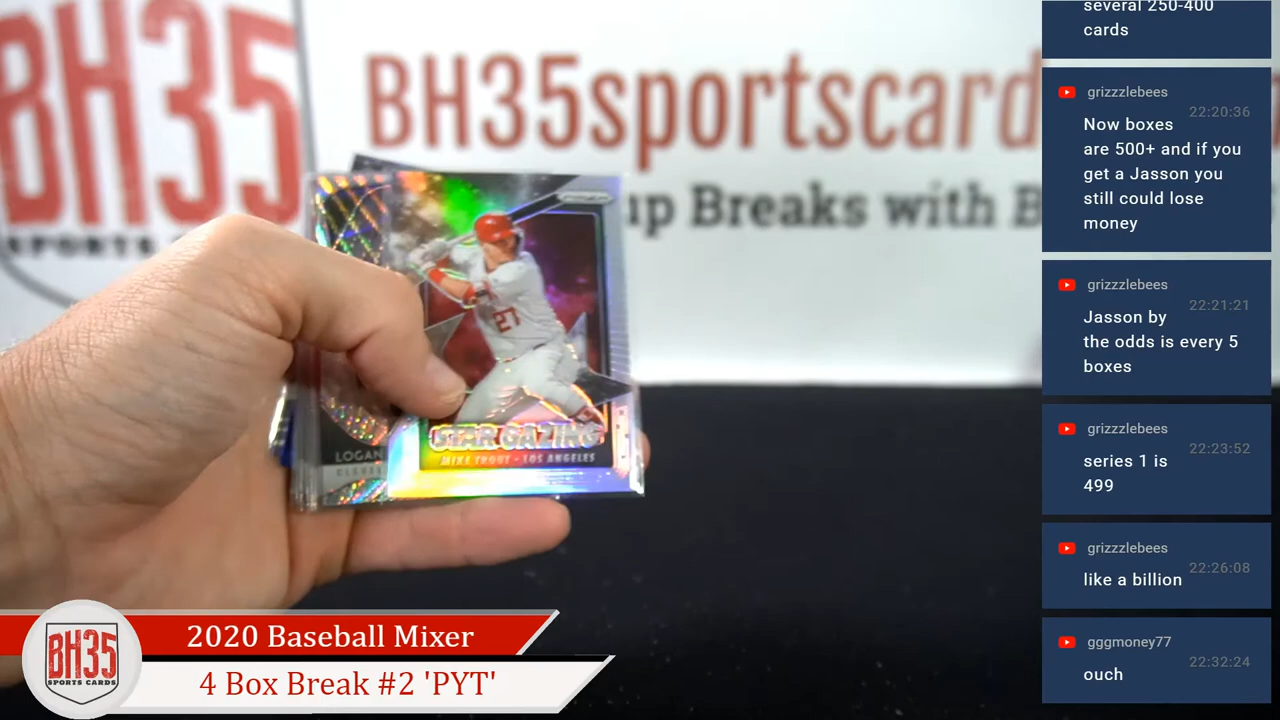 BH35
SPORTS CA
BH35sportscard
up Breaks with B
27
STAR GAZING
MIKE TROUT - LOS ANGELES
LOGAN
several 250-400
cards
grizzzlebees
22:20:36
Now boxes
are 500+ and if you
get a Jasson you
still could lose
money
grizzzlebees
22:21:21
Jasson by
the odds is every 5
boxes
grizzzlebees
22:23:52
series 1 is
499
grizzzlebees
22:26:08
like a billion
gggmoney77
22:32:24
ouch
BH35
SPORTS CARDS
2020 Baseball Mixer
4 Box Break #2 'PYT'